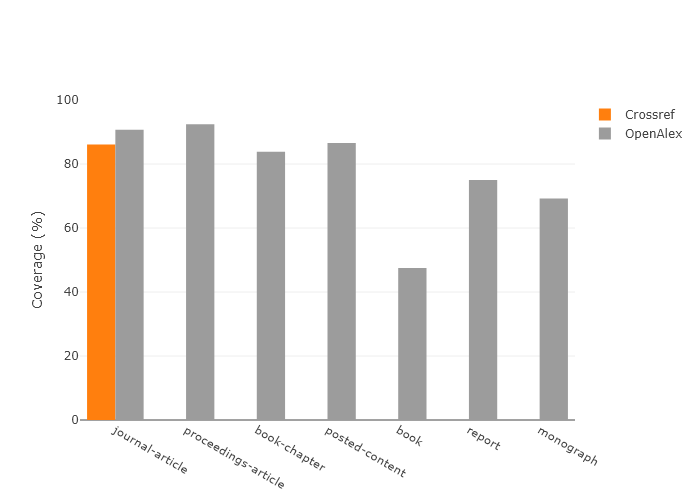 100
80
60
40
20
0
Coverage (%)
journal-article
proceedings-article
book-chapter
posted-content
book
report
monograph
Crossref
OpenAlex